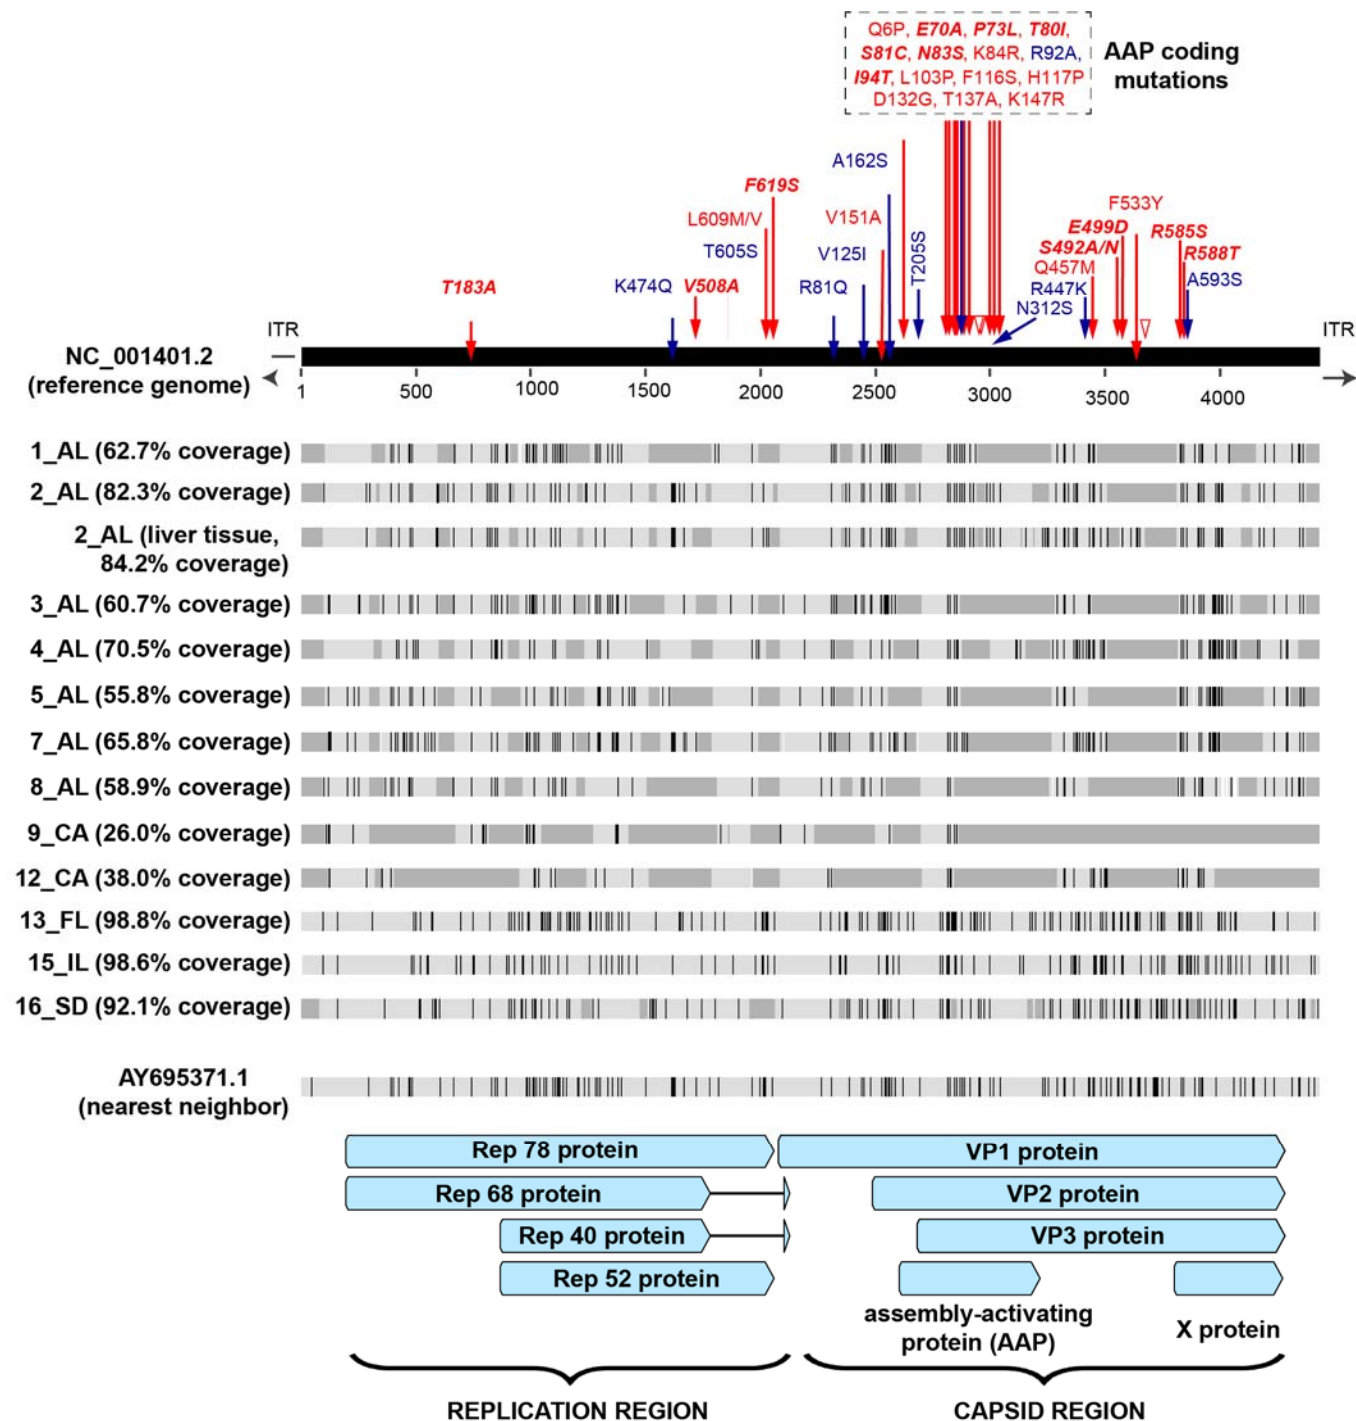 Q6P, E70A, P73L, T80I,
S81C, N83S, K84R, R92A,
I94T, L103P, F116S, H117P
D132G, T137A, K147R
AAP coding
mutations
A162S
F619S
L609M/V
V151A
F533Y
T605S
V125I
T205S
E499D
R585S
S492A/N
R588T
T183A
K474Q
V508A
R81Q
Q457M
R447K
A593S
N312S
ITR
ITR
NC_001401.2
(reference genome)
1
500
1000
1500
2000
2500
3000
3500
4000
1_AL (62.7% coverage)
2_AL (82.3% coverage)
2_AL (liver tissue,
84.2% coverage)
3_AL (60.7% coverage)
4_AL (70.5% coverage)
5_AL (55.8% coverage)
7_AL (65.8% coverage)
8_AL (58.9% coverage)
9_CA (26.0% coverage)
12_CA (38.0% coverage)
13_FL (98.8% coverage)
15_IL (98.6% coverage)
16_SD (92.1% coverage)
AY695371.1
(nearest neighbor)
Rep 78 protein
VP1 protein
Rep 68 protein
VP2 protein
Rep 40 protein
VP3 protein
Rep 52 protein
assembly-activating
protein (AAP)
X protein
REPLICATION REGION
CAPSID REGION